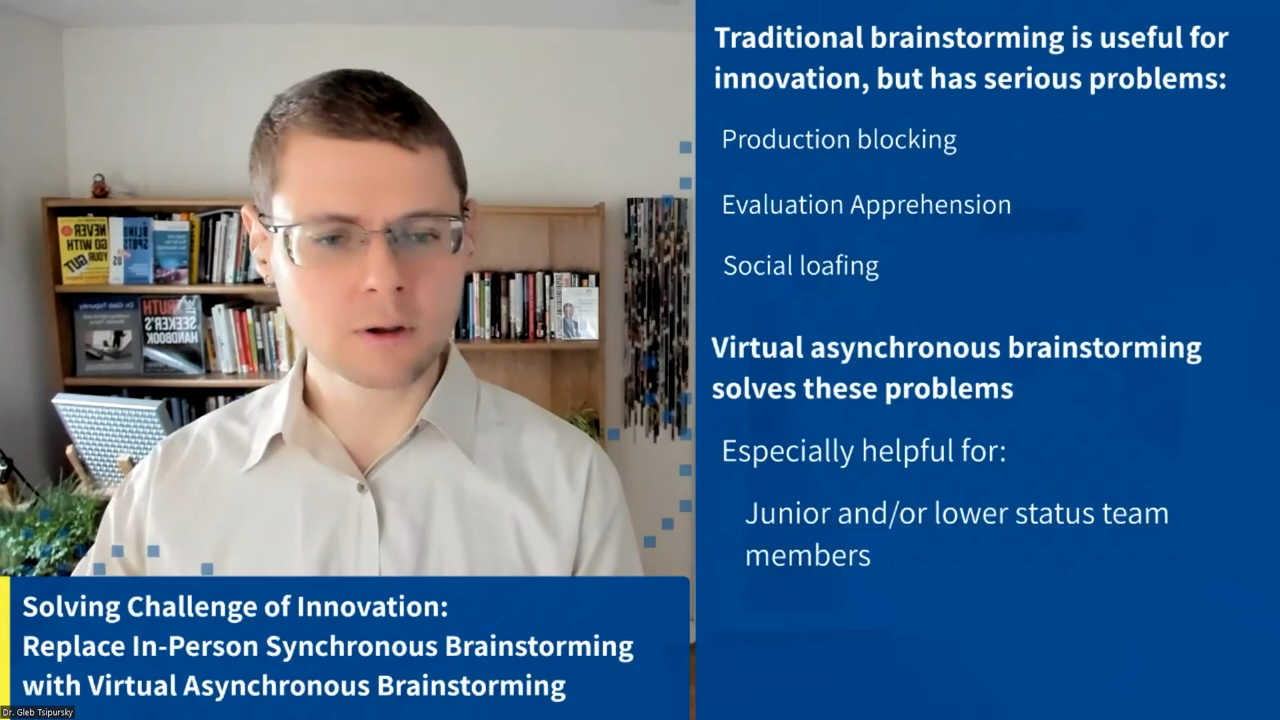 Traditional brainstorming is useful for
innovation, but has serious problems:
Production blocking
Evaluation Apprehension
Social loafing
Virtual asynchronous brainstorming
solves these problems
Especially helpful for:
Junior and/or lower status team
members
NEVER
GO WITH
YOUR
GUT
BLIND
SPOTS
Dr. Gleb Tsipursky
TRUTH
SEEKER'S
HANDBOOK
Solving Challenge of Innovation:
Replace In-Person Synchronous Brainstorming
with Virtual Asynchronous Brainstorming
Dr. Gleb Tsipursky